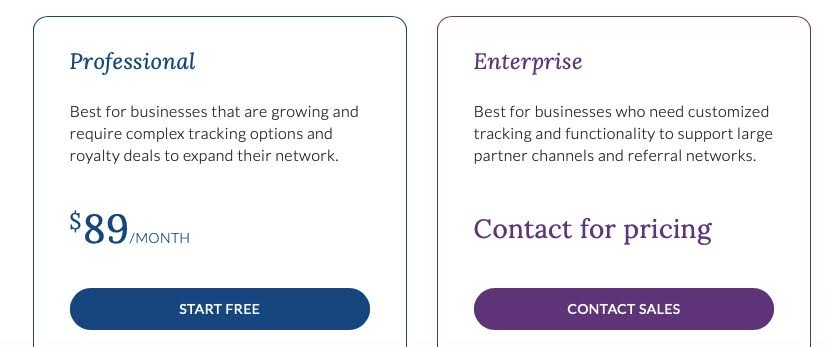 Professional
Best for businesses that are growing and
require complex tracking options and
royalty deals to expand their network.
$89/MONTH
START FREE
Enterprise
Best for businesses who need customized
tracking and functionality to support large
partner channels and referral networks.
Contact for pricing
CONTACT SALES